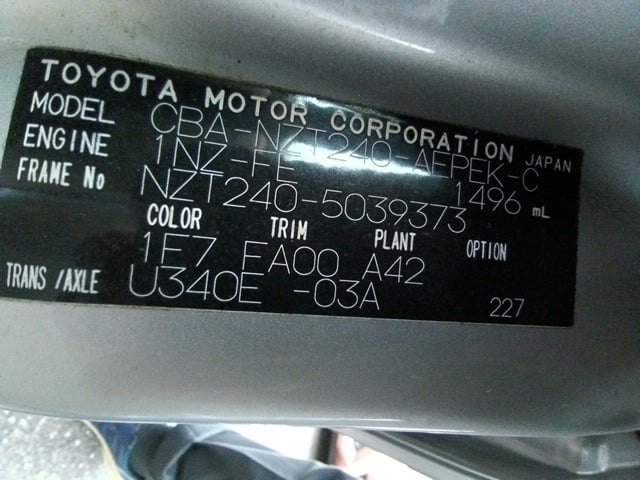 TOYOTA MOTOR CORPORATION JAPAN
MODEL CBA-NZT240-AEPEK-C
ENGINE 1NZ-FE 1496 mL
FRAME No NZT240-5039373
COLOR TRIM PLANT OPTION
1F7 FA00 A42
TRANS /AXLE U340E -03A 227